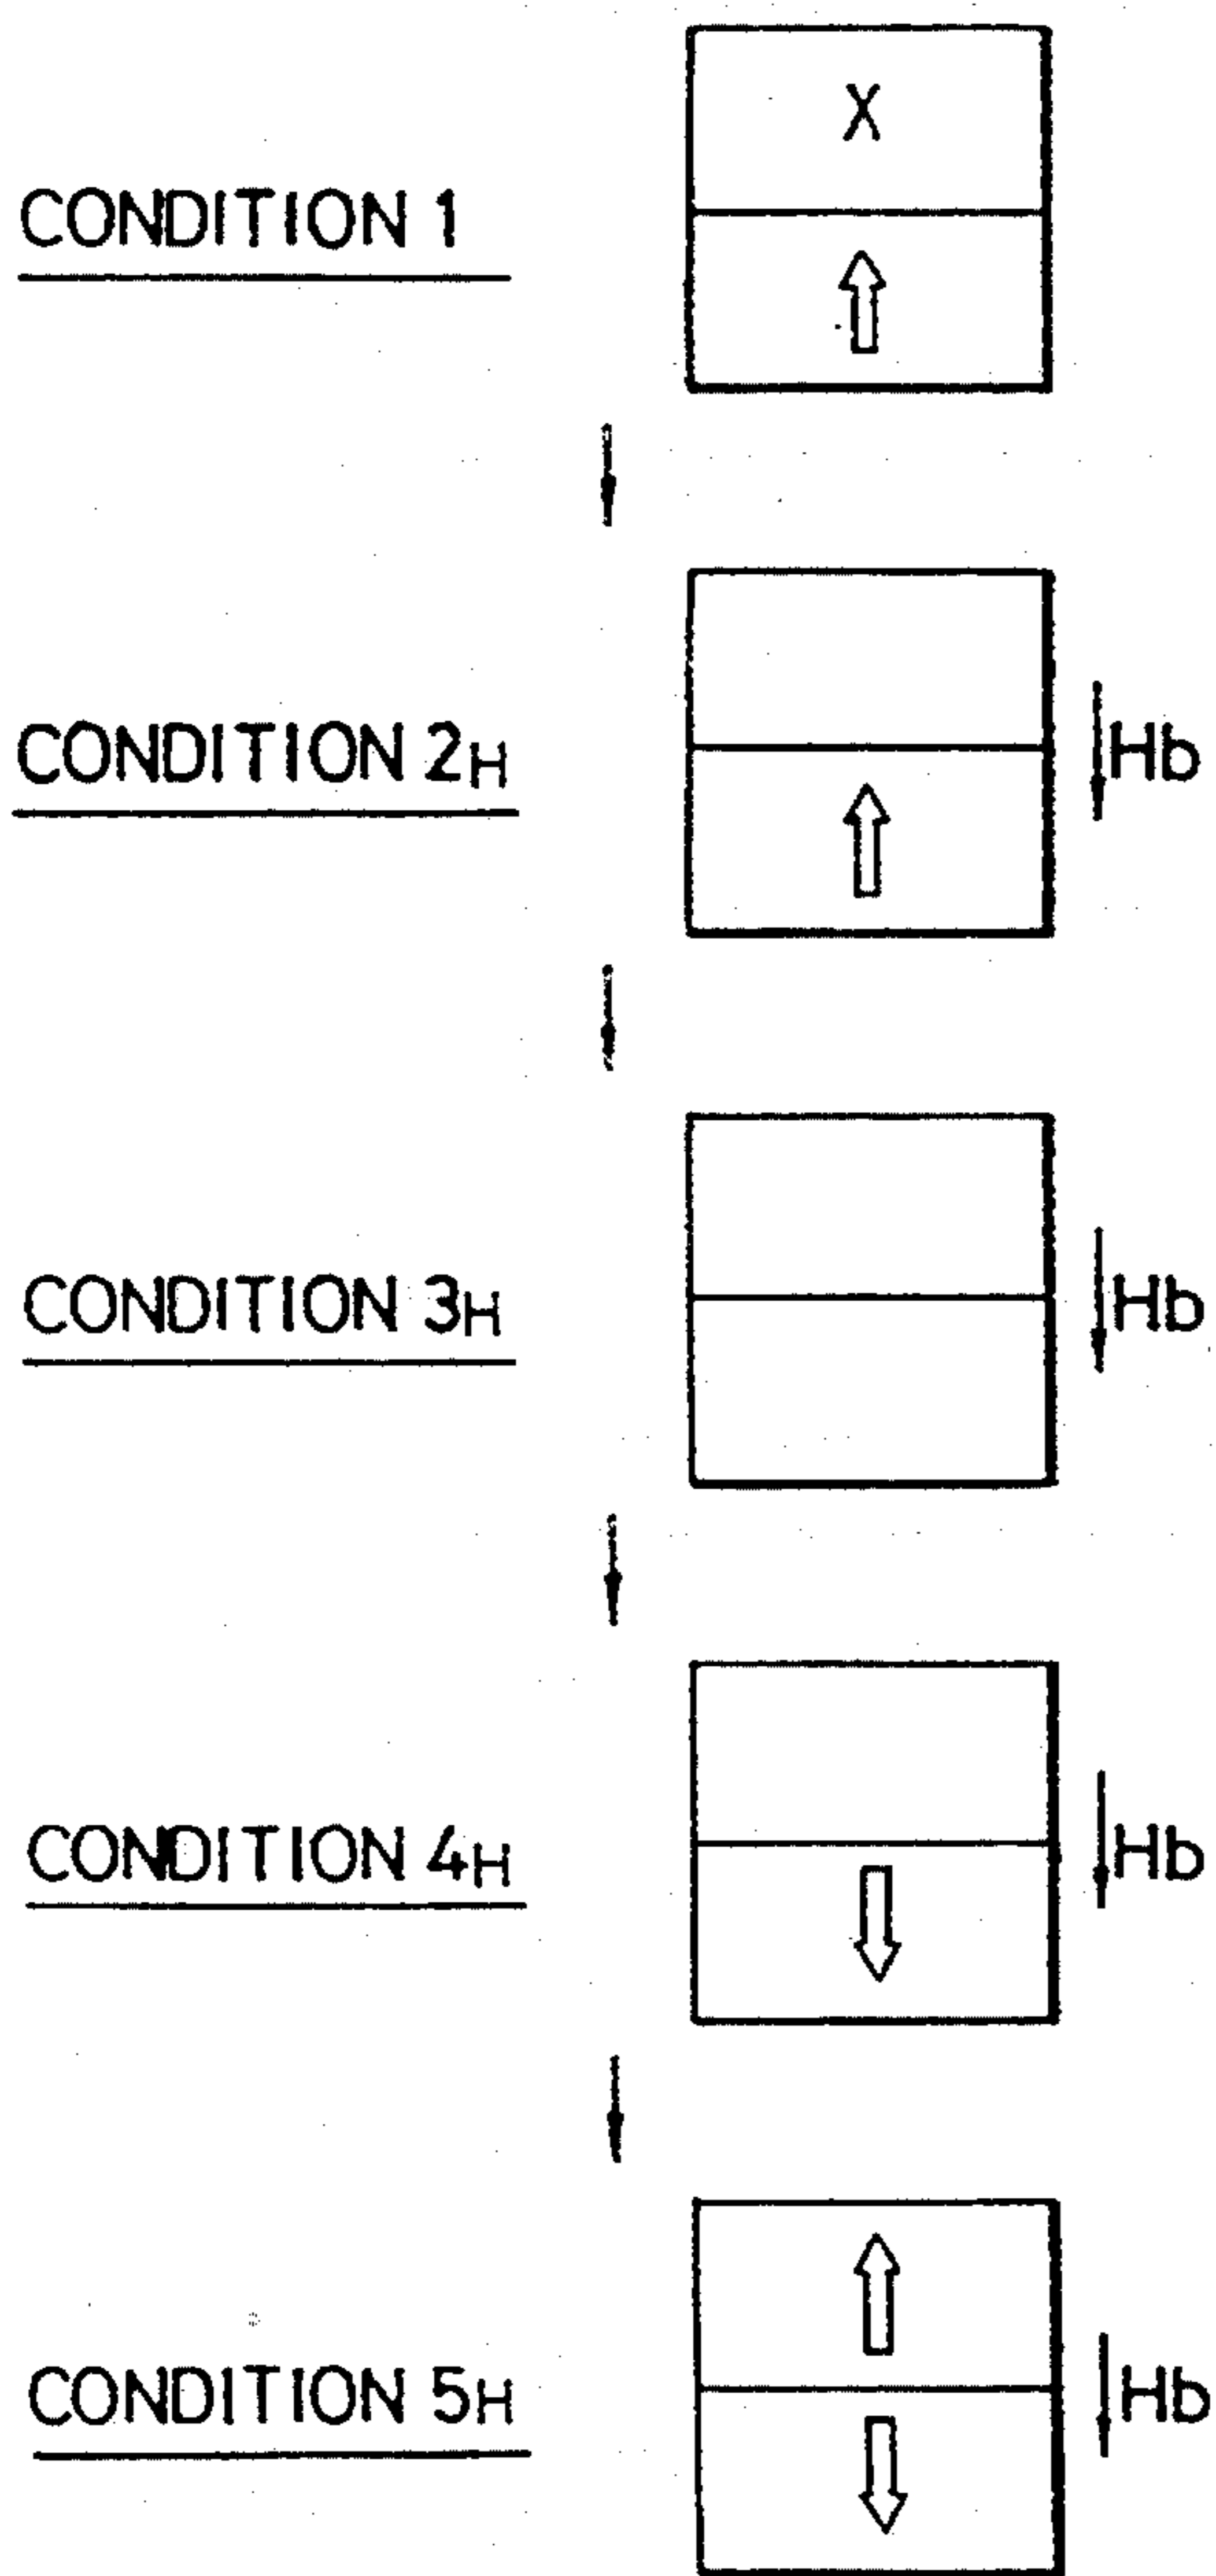 X
CONDITION 1
CONDITION 2H
Hb
CONDITION 3H
Hb
CONDITION 4H
Hb
CONDITION 5H
Hb